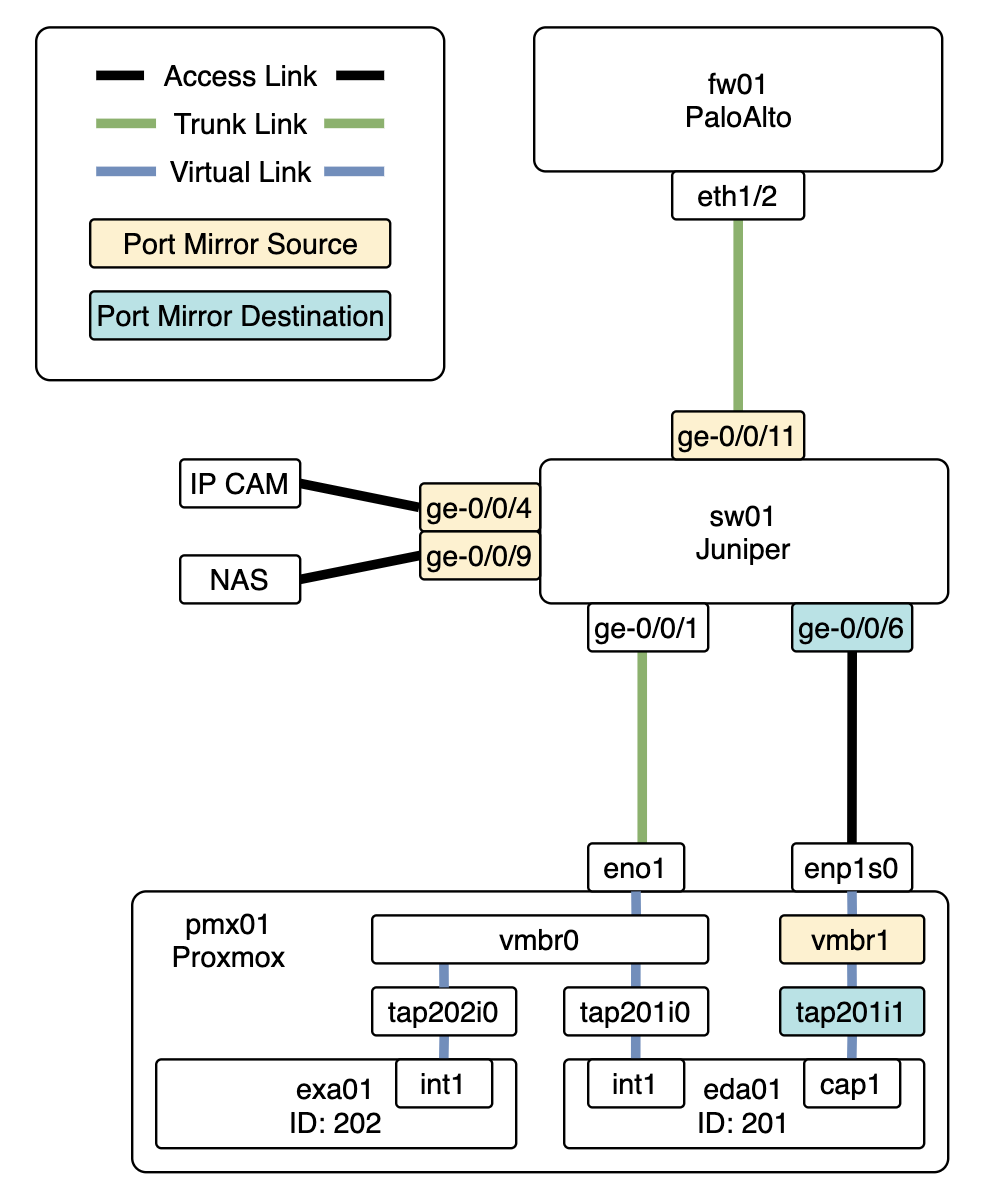 Access Link
Trunk Link
Virtual Link
Port Mirror Source
Port Mirror Destination
fw01
PaloAlto
eth1/2
ge-0/0/11
IP CAM
ge-0/0/4
NAS
ge-0/0/9
sw01
Juniper
ge-0/0/1
ge-0/0/6
eno1
enp1s0
pmx01
Proxmox
vmbr0
vmbr1
tap202i0
tap201i0
tap201i1
exa01
ID: 202
int1
int1
eda01
ID: 201
cap1